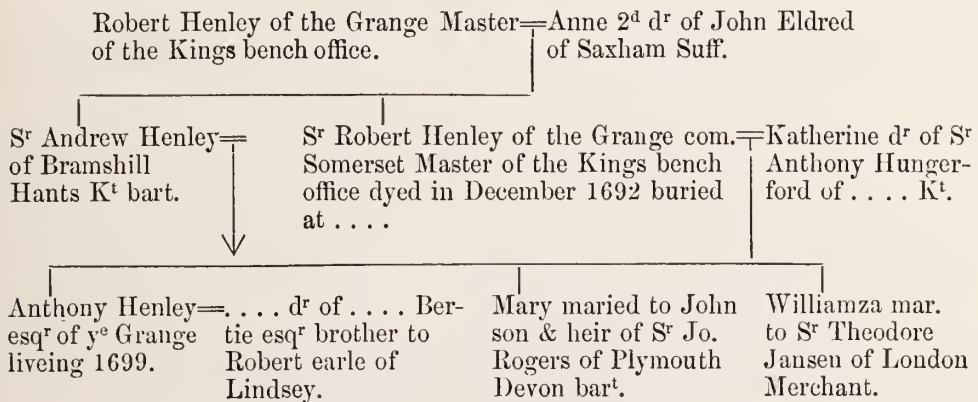 Robert Henley of the Grange Master
of the Kings bench office.
Anne 2ᵈ dʳ of John Eldred
of Saxham Suff.
Sʳ Andrew Henley
of Bramshill
Hants Kᵗ bart.
Sʳ Robert Henley of the Grange com.
Somerset Master of the Kings bench
office dyed in December 1692 buried
at . . . .
Katherine dʳ of Sʳ
Anthony Hunger-
ford of . . . . Kᵗ.
Anthony Henley
esqʳ of yᵉ Grange
liveing 1699.
. . . . dʳ of . . . . Ber-
tie esqʳ brother to
Robert earle of
Lindsey.
Mary maried to John
son & heir of Sʳ Jo.
Rogers of Plymouth
Devon barᵗ.
Williamza mar.
to Sʳ Theodore
Jansen of London
Merchant.